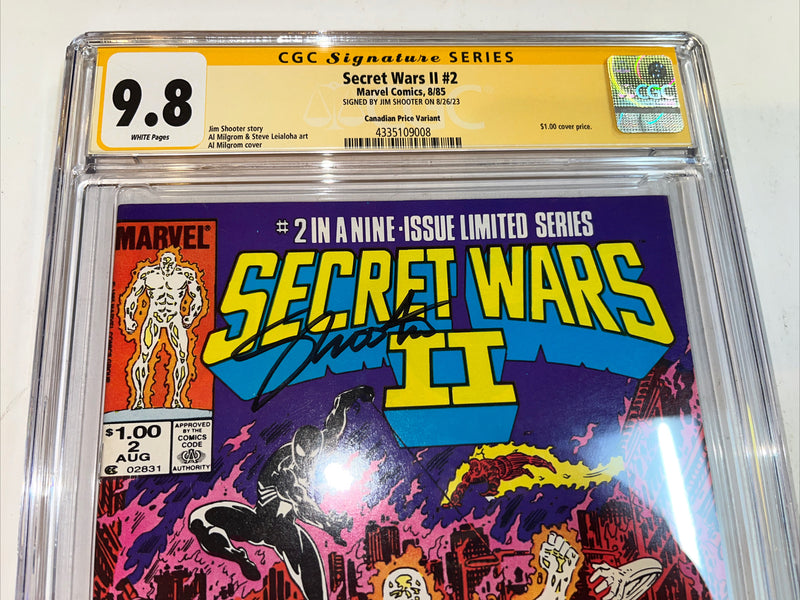 CGC Signature SERIES
9.8
WHITE Pages
Secret Wars II #2
Marvel Comics, 8/85
SIGNED BY JIM SHOOTER ON 8/26/23
Canadian Price Variant
4335109008
Jim Shooter story
Al Milgrom & Steve Leialoha art
Al Milgrom cover
$1.00 cover price.
CGC
#2 IN A NINE-ISSUE LIMITED SERIES
MARVEL®
SECRET WARS
II
Shooter
$1.00
2
AUG
02831
APPROVED
BY THE
COMICS
CODE
AUTHORITY